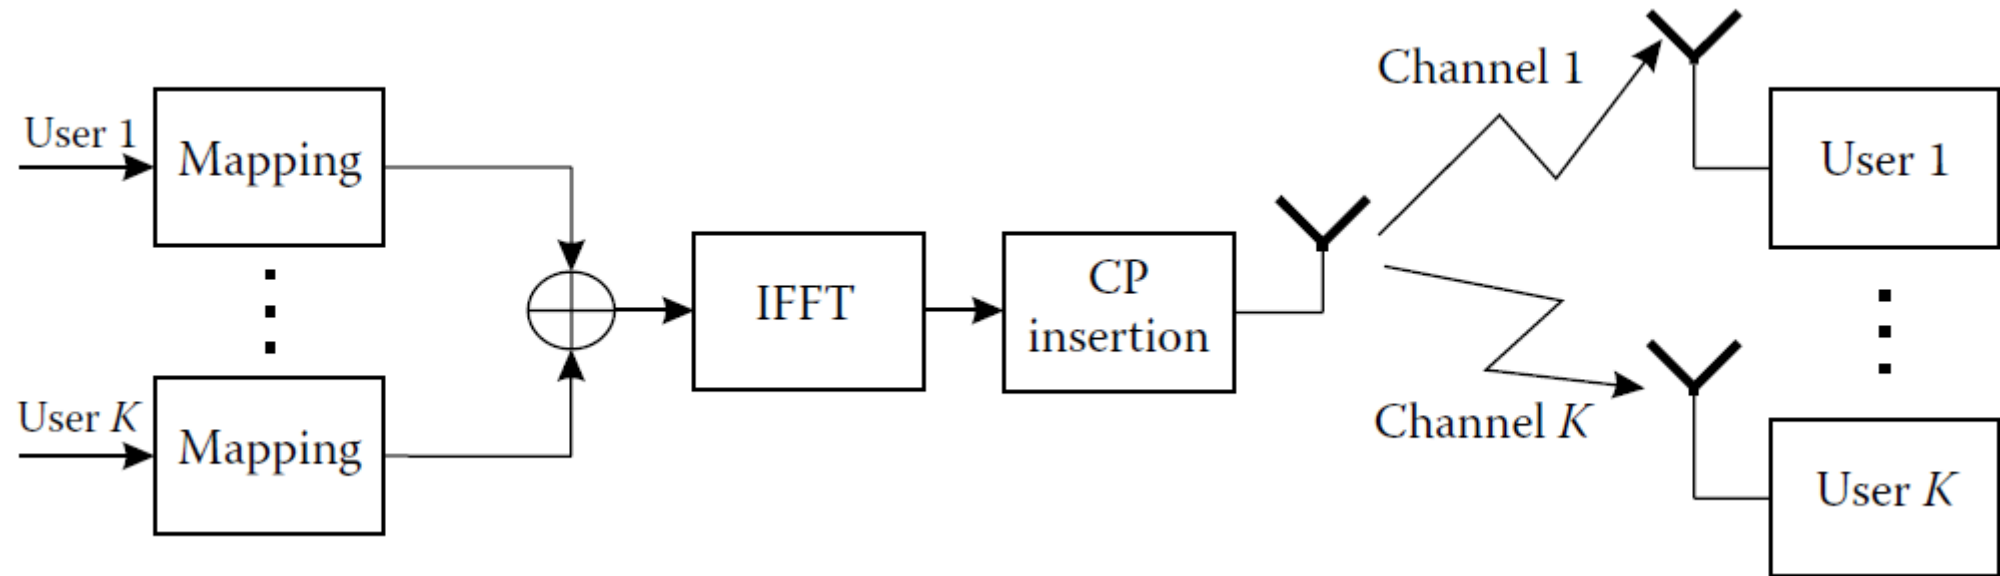 User 1
Mapping
User K
Mapping
IFFT
CP
insertion
Channel 1
Channel K
User 1
User K